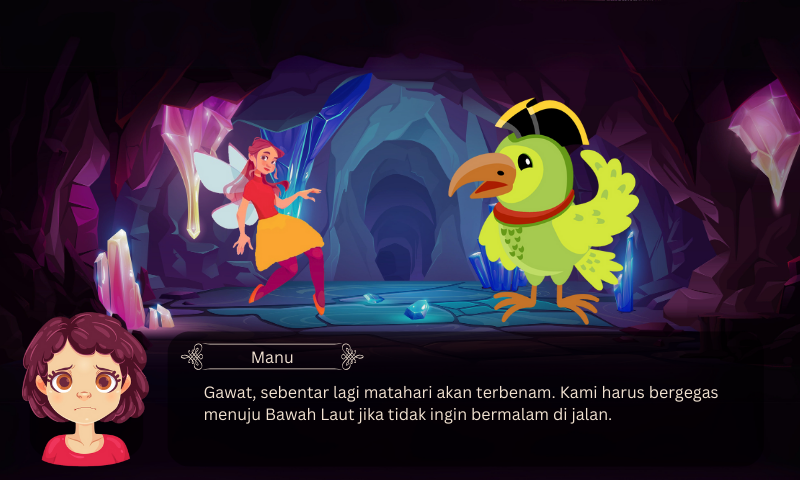 Manu
Gawat, sebentar lagi matahari akan terbenam. Kami harus bergegas
menuju Bawah Laut jika tidak ingin bermalam di jalan.